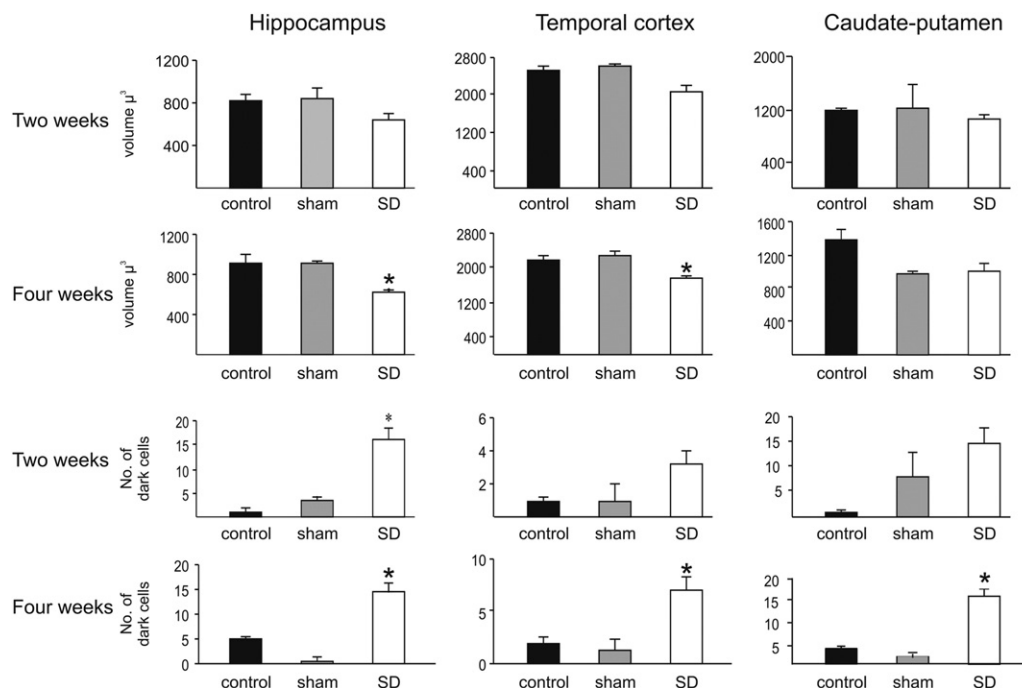 Hippocampus Temporal cortex Caudate-putamen
Two weeks
volume µ³ 1200 800 400
control sham SD
2800 2000 1200 400
control sham SD
2000 1200 400
control sham SD
Four weeks
volume µ³ 1200 800 400
*
control sham SD
2800 2000 1200 400
*
control sham SD
1600 1200 800 400
control sham SD
Two weeks
No. of
dark cells
20 15 10 5
*
control sham SD
6 4 2 0
control sham SD
20 15 10 5
control sham SD
Four weeks
No. of
dark cells
20 15 10 5 0
*
control sham SD
10 5 0
*
control sham SD
20 15 10 5
*
control sham SD